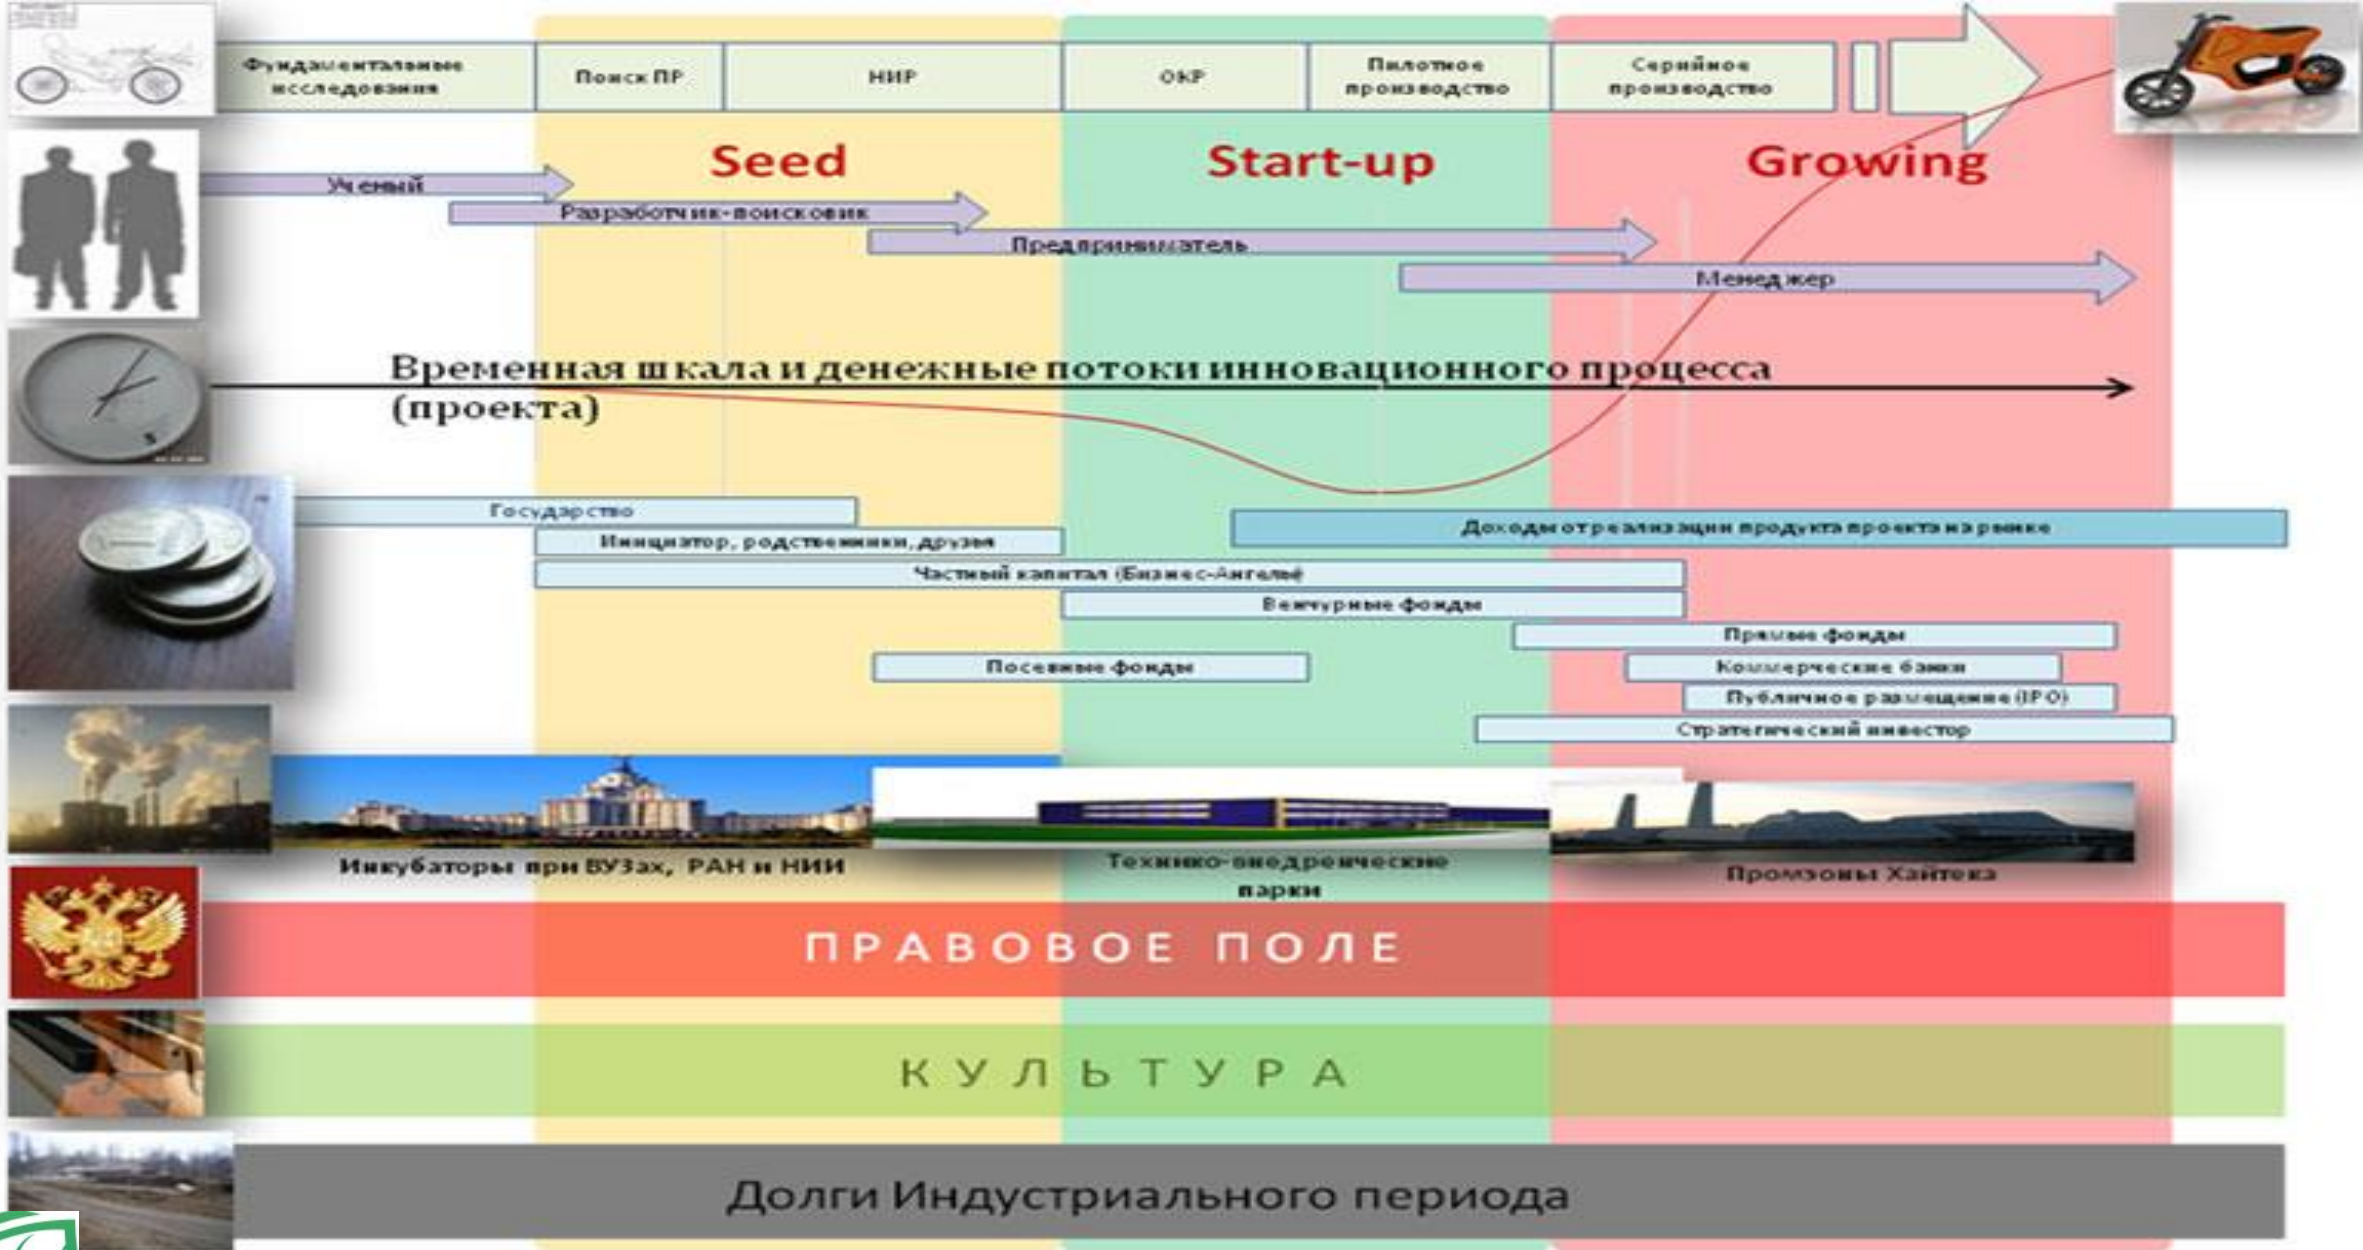 Фундаментальные
исследования
Поиск ПР
НИР
ОКР
Пилотное
производство
Серийное
производство
Seed
Start-up
Growing
Ученый
Разработчик-поисковик
Предприниматель
Менеджер
Временная шкала и денежные потоки инновационного процесса
(проекта)
Государство
Доходы от реализации продукта проекта на рынке
Инициатор, родственники, друзья
Частный капитал (Бизнес-Ангелы)
Венчурные фонды
Прямые фонды
Посевные фонды
Коммерческие банки
Публичное размещение (IPO)
Стратегический инвестор
Инкубаторы при ВУЗах, РАН и НИИ
Технико-внедренческие
парки
Промзоны Хайтека
ПРАВОВОЕ ПОЛЕ
КУЛЬТУРА
Долги Индустриального периода